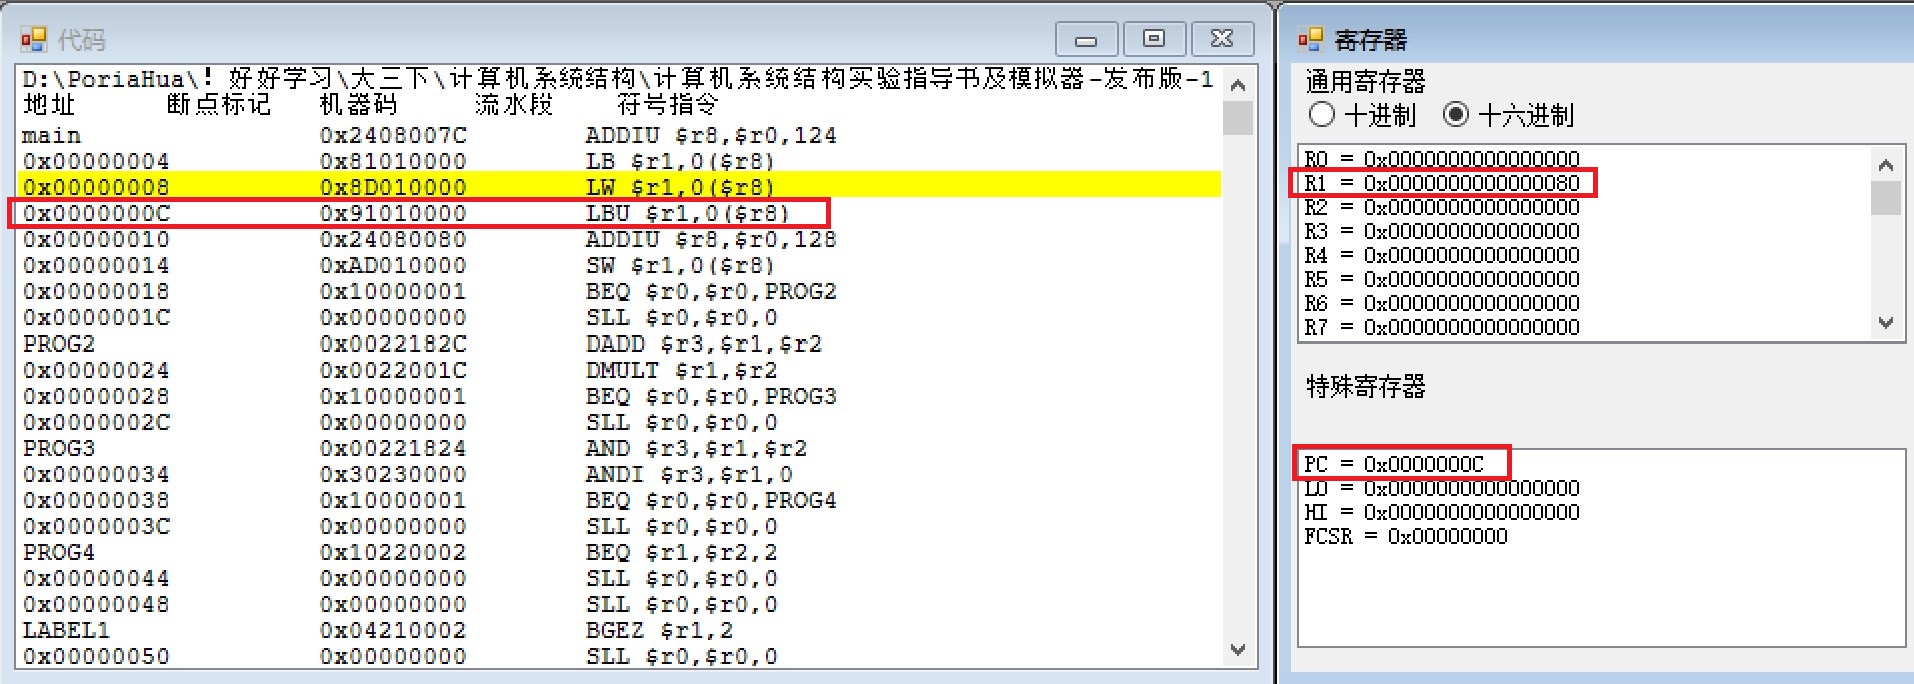 代码
D:\PoriaHua\! 好好学习\大三下\计算机系统结构\计算机系统结构实验指导书及模拟器-发布版-1
地址 断点标记 机器码 流水段 符号指令
main 0x2408007C ADDIU $r8,$r0,124
0x00000004 0x81010000 LB $r1,0($r8)
0x00000008 0x8D010000 LW $r1,0($r8)
0x0000000C 0x91010000 LBU $r1,0($r8)
0x00000010 0x24080080 ADDIU $r8,$r0,128
0x00000014 0xAD010000 SW $r1,0($r8)
0x00000018 0x10000001 BEQ $r0,$r0,PROG2
0x0000001C 0x00000000 SLL $r0,$r0,0
PROG2 0x0022182C DADD $r3,$r1,$r2
0x00000024 0x0022001C DMULT $r1,$r2
0x00000028 0x10000001 BEQ $r0,$r0,PROG3
0x0000002C 0x00000000 SLL $r0,$r0,0
PROG3 0x00221824 AND $r3,$r1,$r2
0x00000034 0x30230000 ANDI $r3,$r1,0
0x00000038 0x10000001 BEQ $r0,$r0,PROG4
0x0000003C 0x00000000 SLL $r0,$r0,0
PROG4 0x10220002 BEQ $r1,$r2,2
0x00000044 0x00000000 SLL $r0,$r0,0
0x00000048 0x00000000 SLL $r0,$r0,0
LABEL1 0x04210002 BGEZ $r1,2
0x00000050 0x00000000 SLL $r0,$r0,0
寄存器
通用寄存器
十进制 十六进制
R0 = 0x0000000000000000
R1 = 0x0000000000000080
R2 = 0x0000000000000000
R3 = 0x0000000000000000
R4 = 0x0000000000000000
R5 = 0x0000000000000000
R6 = 0x0000000000000000
R7 = 0x0000000000000000
特殊寄存器
PC = 0x0000000C
LO = 0x0000000000000000
HI = 0x0000000000000000
FCSR = 0x00000000